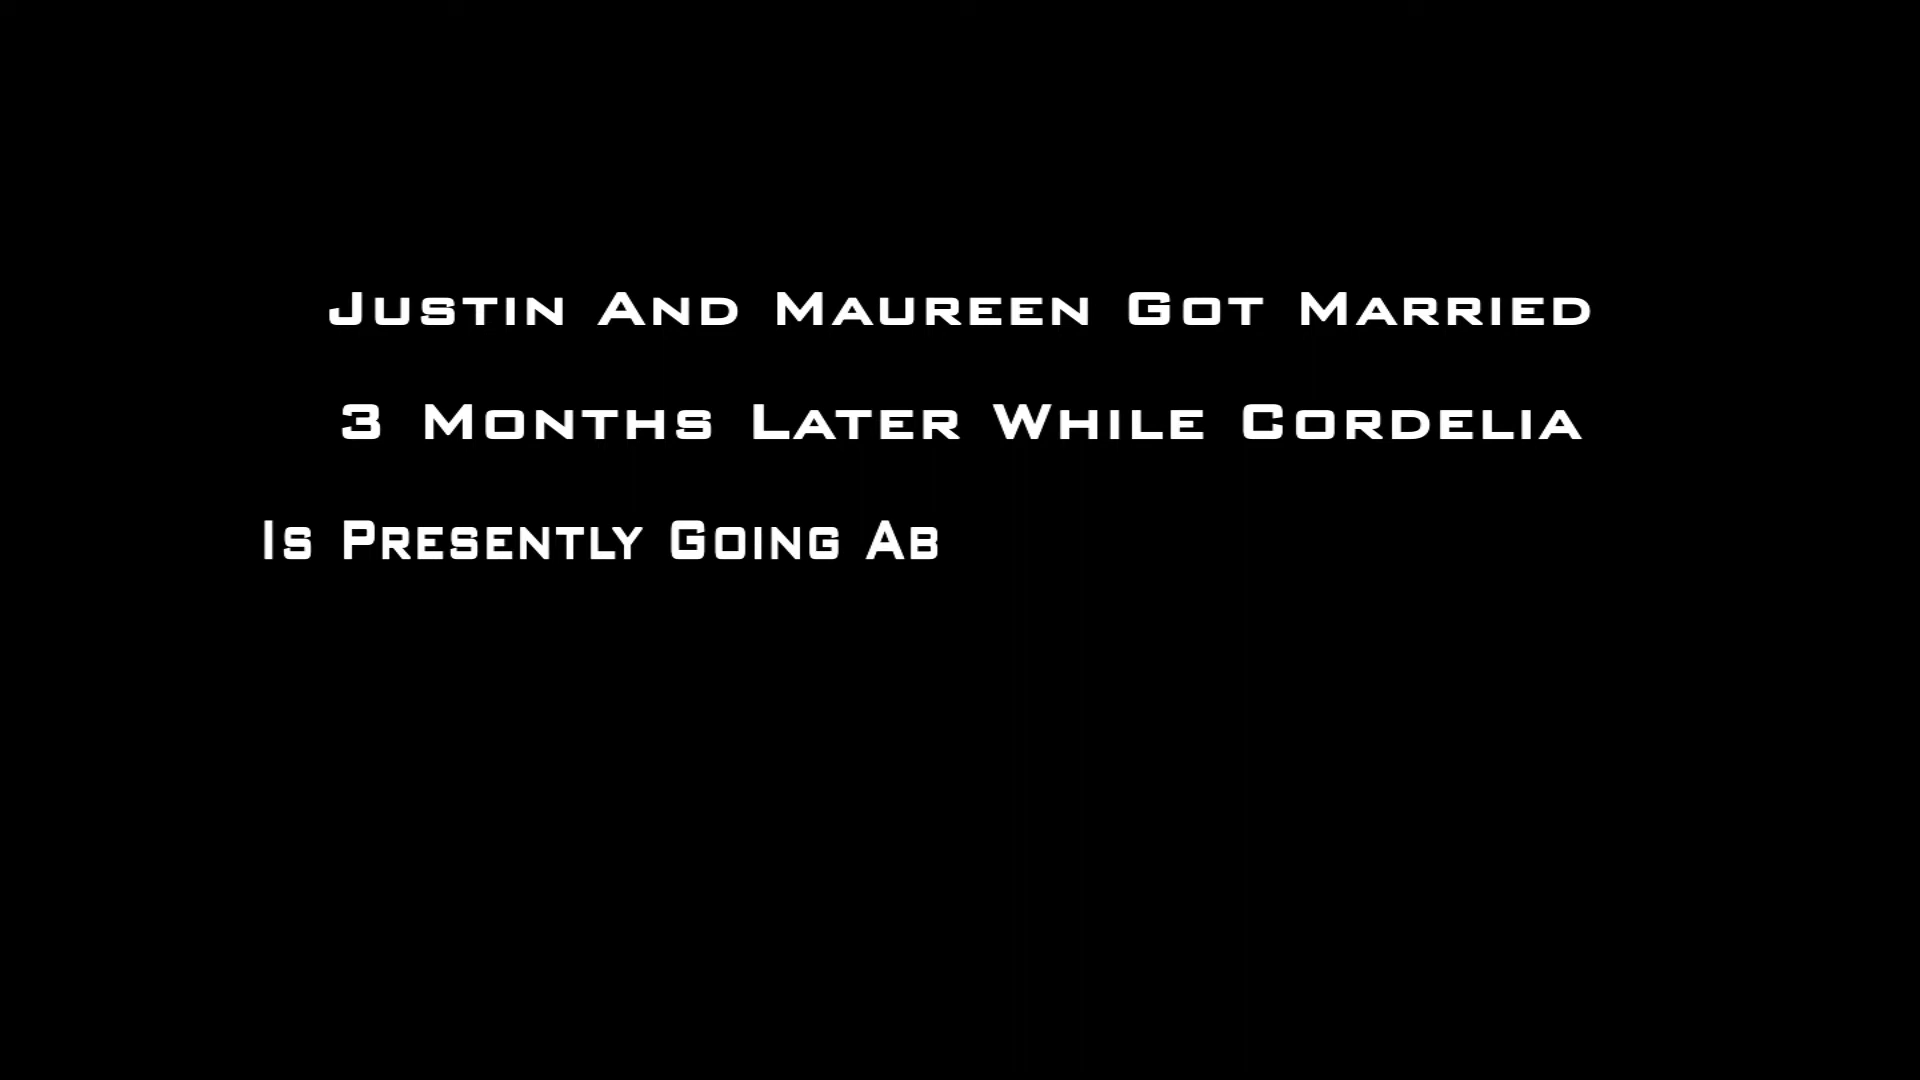 Justin And Maureen Got Married
3 Months Later While Cordelia
Is Presently Going Ab